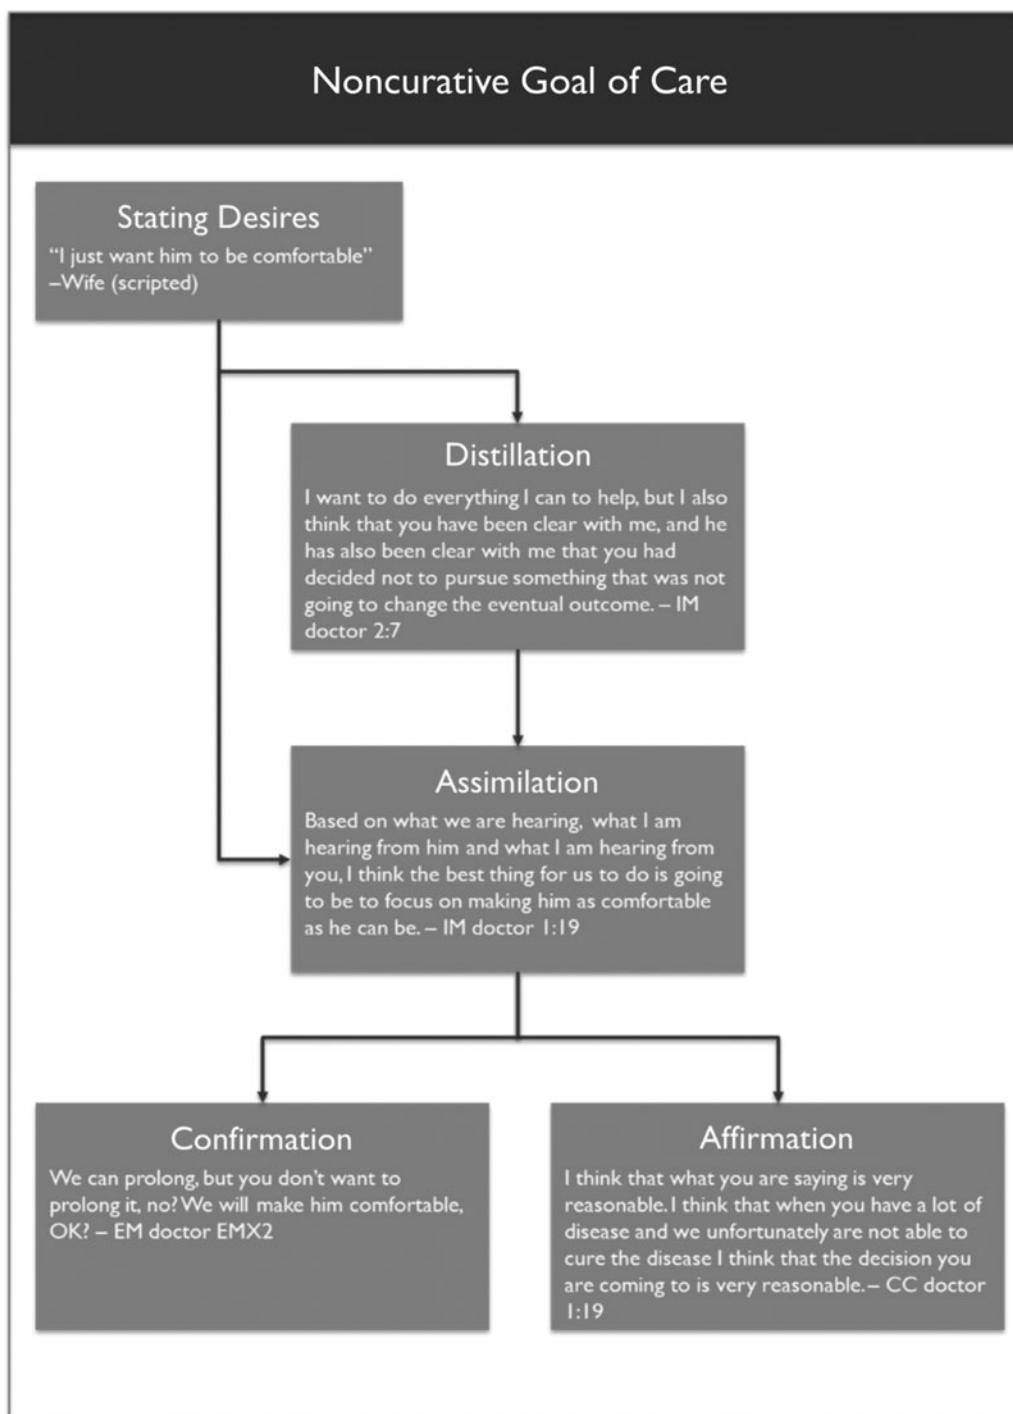 Noncurative Goal of Care
Stating Desires
“I just want him to be comfortable”
–Wife (scripted)
Distillation
I want to do everything I can to help, but I also
think that you have been clear with me, and he
has also been clear with me that you had
decided not to pursue something that was not
going to change the eventual outcome. – IM
doctor 2:7
Assimilation
Based on what we are hearing,  what I am
hearing from him and what I am hearing from
you, I think the best thing for us to do is going
to be to focus on making him as comfortable
as he can be. – IM doctor 1:19
Confirmation
We can prolong, but you don’t want to
prolong it, no? We will make him comfortable,
OK? – EM doctor EMX2
Affirmation
I think that what you are saying is very
reasonable. I think that when you have a lot of
disease and we unfortunately are not able to
cure the disease I think that the decision you
are coming to is very reasonable. – CC doctor
1:19